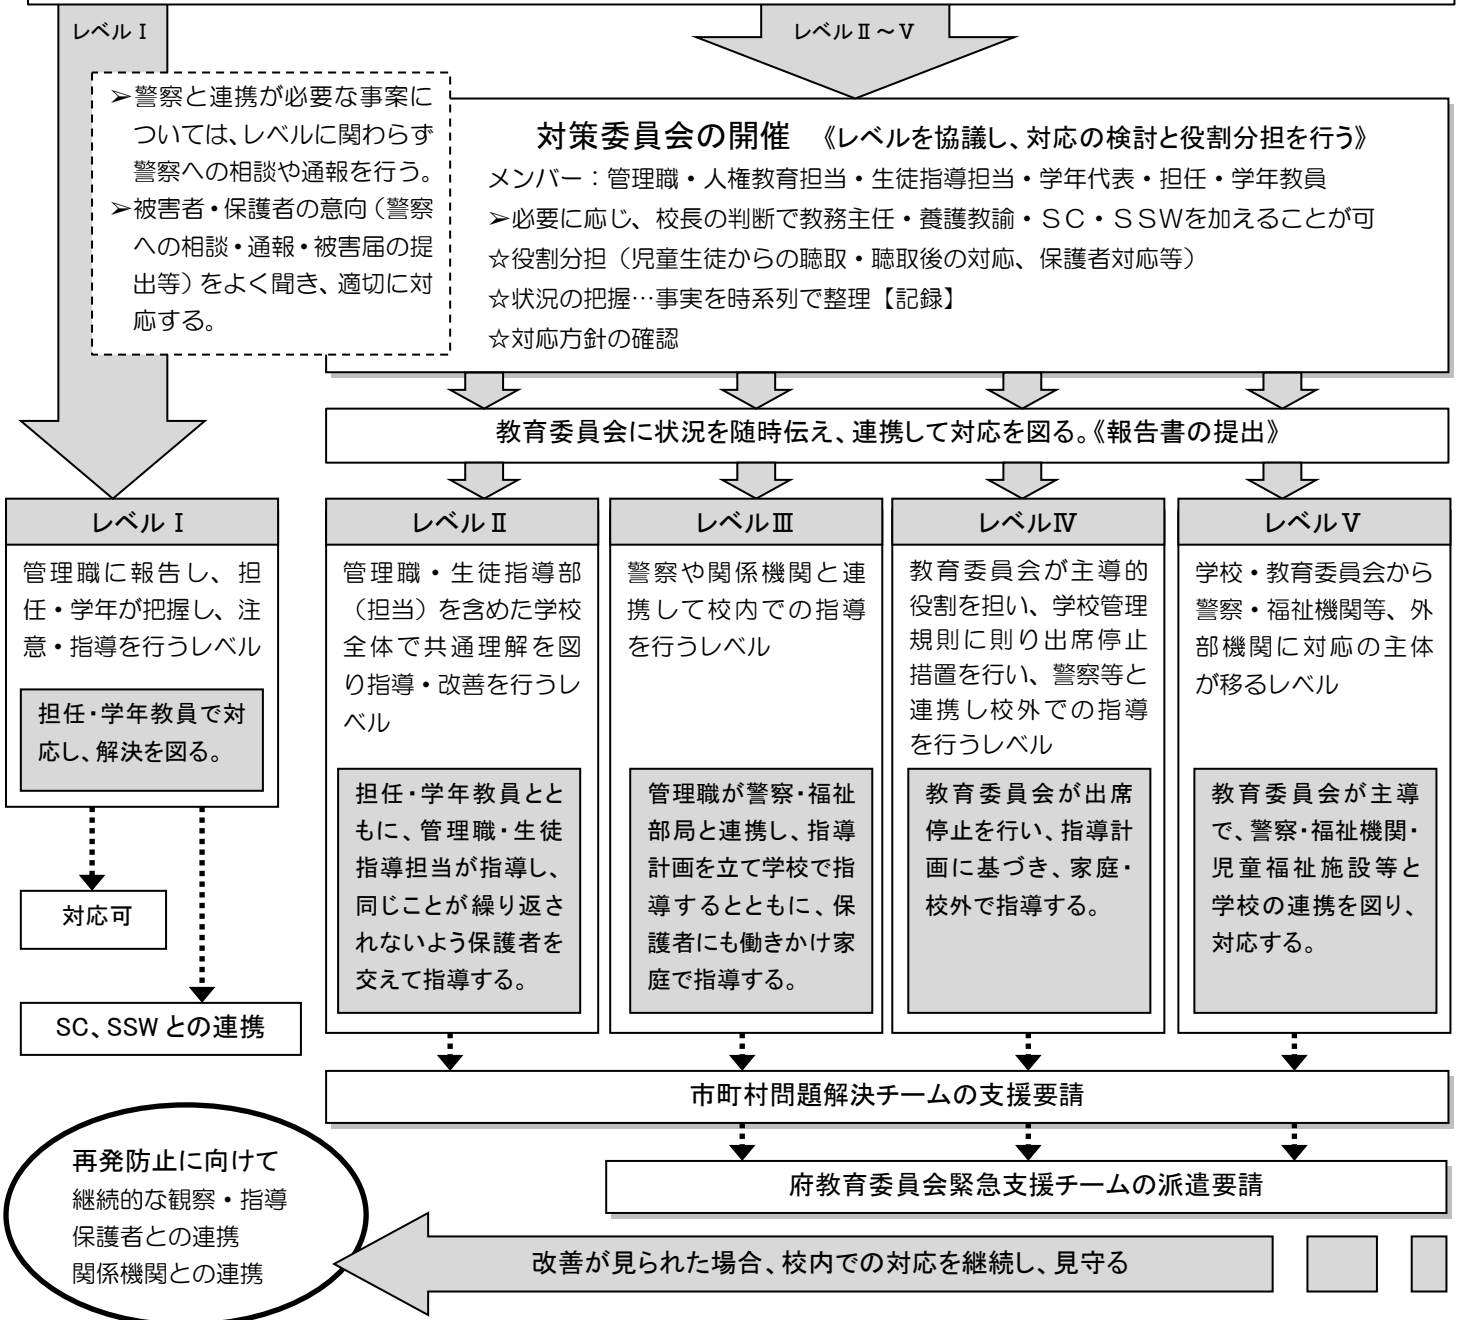 レベルⅠ
レベルⅡ～Ⅴ
➢警察と連携が必要な事案に
ついては、レベルに関わらず
警察への相談や通報を行う。
➢被害者・保護者の意向（警察
への相談・通報・被害届の提
出等）をよく聞き、適切に対
応する。
対策委員会の開催　《レベルを協議し、対応の検討と役割分担を行う》
メンバー：管理職・人権教育担当・生徒指導担当・学年代表・担任・学年教員
➢必要に応じ、校長の判断で教務主任・養護教諭・ＳＣ・ＳＳＷを加えることが可
☆役割分担（児童生徒からの聴取・聴取後の対応、保護者対応等）
☆状況の把握…事実を時系列で整理【記録】
☆対応方針の確認
教育委員会に状況を随時伝え、連携して対応を図る。《報告書の提出》
レベルⅠ
管理職に報告し、担
任・学年が把握し、注
意・指導を行うレベル
担任・学年教員で対
応し、解決を図る。
対応可
SC、SSWとの連携
レベルⅡ
管理職・生徒指導部
（担当）を含めた学校
全体で共通理解を図
り指導・改善を行うレ
ベル
担任・学年教員とと
もに、管理職・生徒
指導担当が指導し、
同じことが繰り返さ
れないよう保護者を
交えて指導する。
レベルⅢ
警察や関係機関と連
携して校内での指導
を行うレベル
管理職が警察・福祉
部局と連携し、指導
計画を立て学校で指
導するとともに、保
護者にも働きかけ家
庭で指導する。
レベルⅣ
教育委員会が主導的
役割を担い、学校管理
規則に則り出席停止
措置を行い、警察等と
連携し校外での指導
を行うレベル
教育委員会が出席
停止を行い、指導計
画に基づき、家庭・
校外で指導する。
レベルⅤ
学校・教育委員会から
警察・福祉機関等、外
部機関に対応の主体
が移るレベル
教育委員会が主導
で、警察・福祉機関・
児童福祉施設等と
学校の連携を図り、
対応する。
市町村問題解決チームの支援要請
府教育委員会緊急支援チームの派遣要請
改善が見られた場合、校内での対応を継続し、見守る
再発防止に向けて
継続的な観察・指導
保護者との連携
関係機関との連携